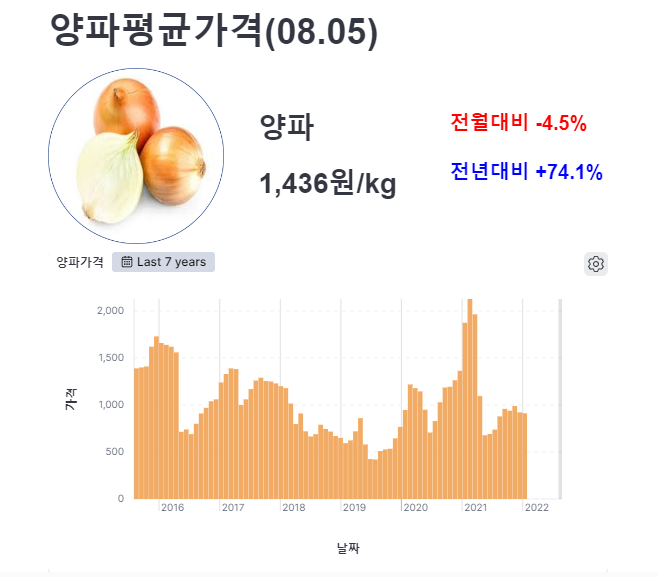 양파평균가격(08.05)
양파
1,436원/kg
전월대비 -4.5%
전년대비 +74.1%
양파가격
Last 7 years
2,000
1,500
1,000
500
0
가격
2016
2017
2018
2019
2020
2021
2022
날짜